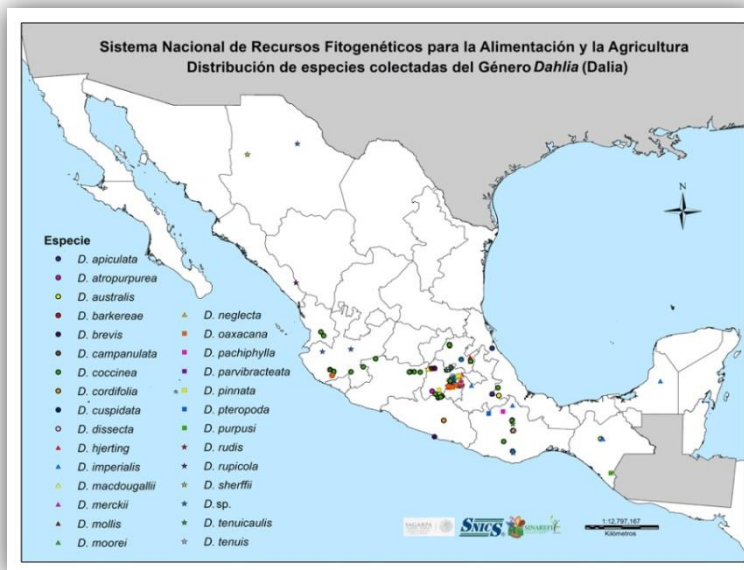 Sistema Nacional de Recursos Fitogenéticos para la Alimentación y la Agricultura
Distribución de especies colectadas del Género Dahlia (Dalia)
N
Especie
D. apiculata
D. atropurpurea
D. australis
D. barkereae
D. brevis
D. campanulata
D. coccinea
D. cordifolia
D. cuspidata
D. dissecta
D. hjerting
D. imperialis
D. macdougallii
D. merckii
D. mollis
D. moorei
D. neglecta
D. oaxacana
D. pachiphylla
D. parvibracteata
D. pinnata
D. pteropoda
D. purpusi
D. rudis
D. rupicola
D. sherffii
D. sp.
D. tenuicaulis
D. tenuis
SAGARPA
SNICS
SINAREFI
1:12,797,167
Kilómetros